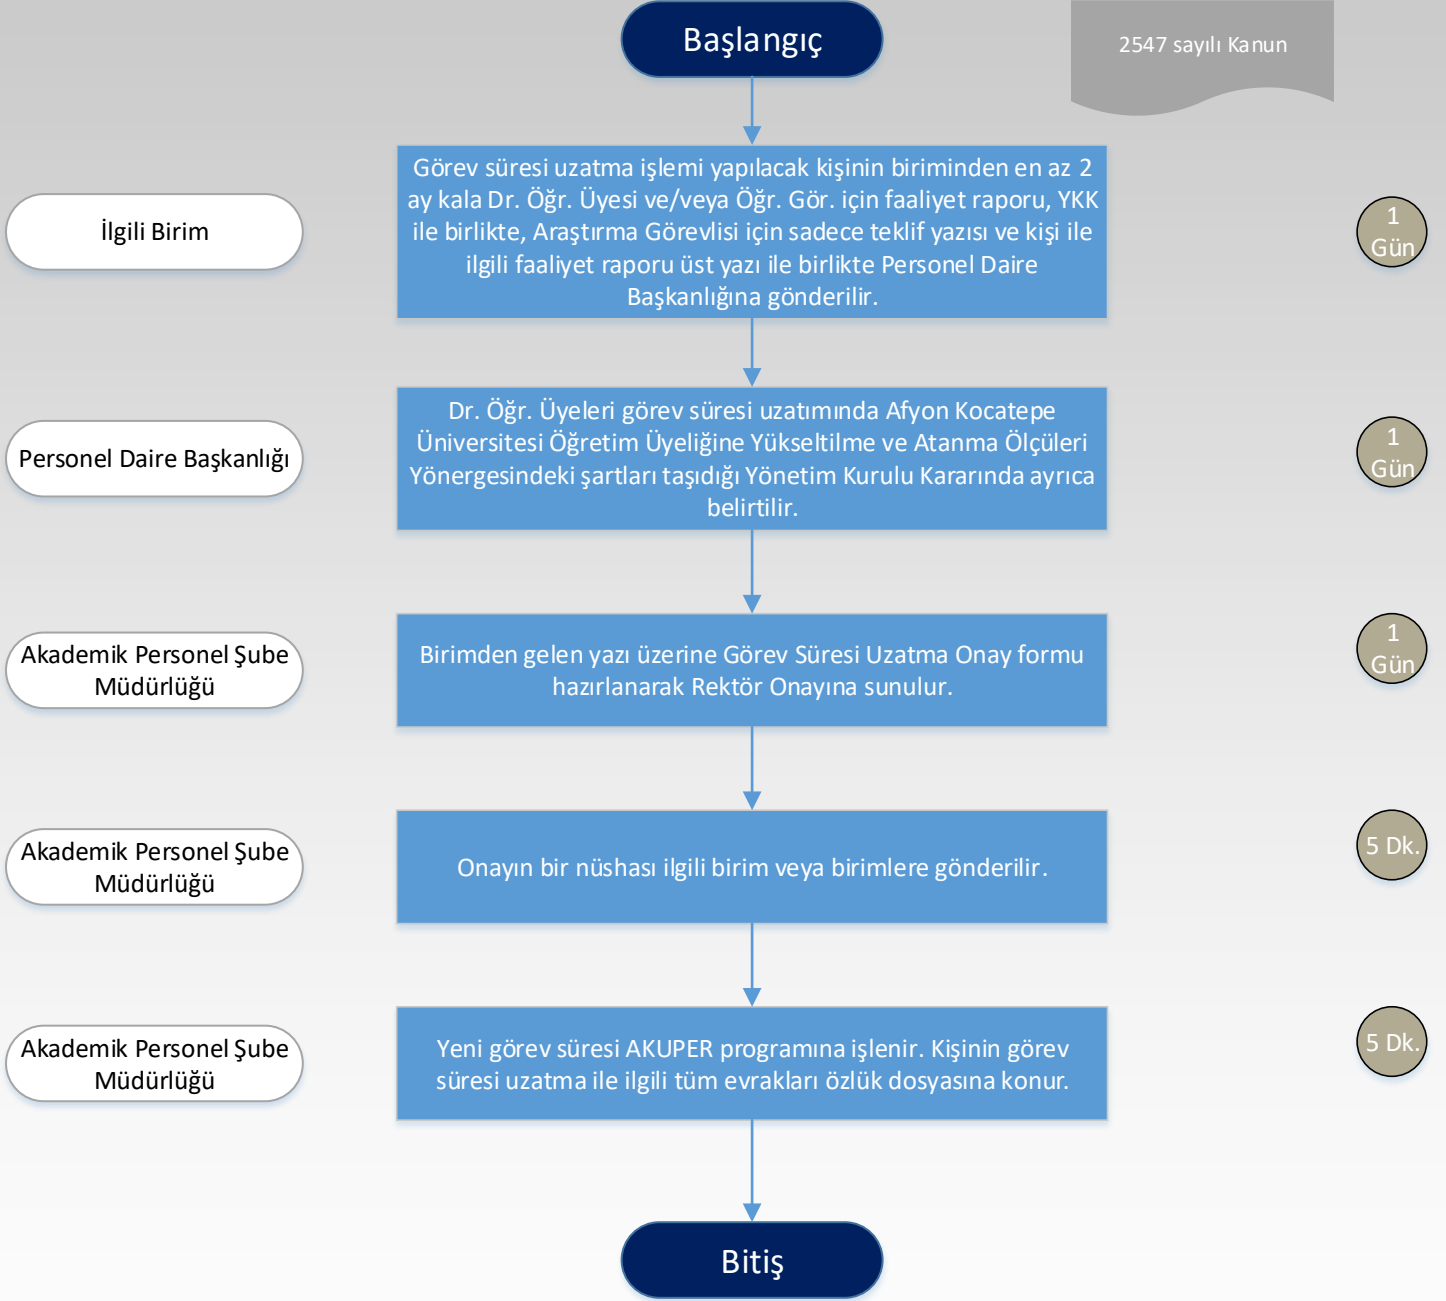 Başlangıç
2547 sayılı Kanun
İlgili Birim
Görev süresi uzatma işlemi yapılacak kişinin biriminden en az 2
ay kala Dr. Öğr. Üyesi ve/veya Öğr. Gör. için faaliyet raporu, YKK
ile birlikte, Araştırma Görevlisi için sadece teklif yazısı ve kişi ile
ilgili faaliyet raporu üst yazı ile birlikte Personel Daire
Başkanlığına gönderilir.
1
Gün
Personel Daire Başkanlığı
Dr. Öğr. Üyeleri görev süresi uzatımında Afyon Kocatepe
Üniversitesi Öğretim Üyeliğine Yükseltilme ve Atanma Ölçüleri
Yönergesindeki şartları taşıdığı Yönetim Kurulu Kararında ayrıca
belirtilir.
1
Gün
Akademik Personel Şube
Müdürlüğü
Birimden gelen yazı üzerine Görev Süresi Uzatma Onay formu
hazırlanarak Rektör Onayına sunulur.
1
Gün
Akademik Personel Şube
Müdürlüğü
Onayın bir nüshası ilgili birim veya birimlere gönderilir.
5 Dk.
Akademik Personel Şube
Müdürlüğü
Yeni görev süresi AKUPER programına işlenir. Kişinin görev
süresi uzatma ile ilgili tüm evrakları özlük dosyasına konur.
5 Dk.
Bitiş